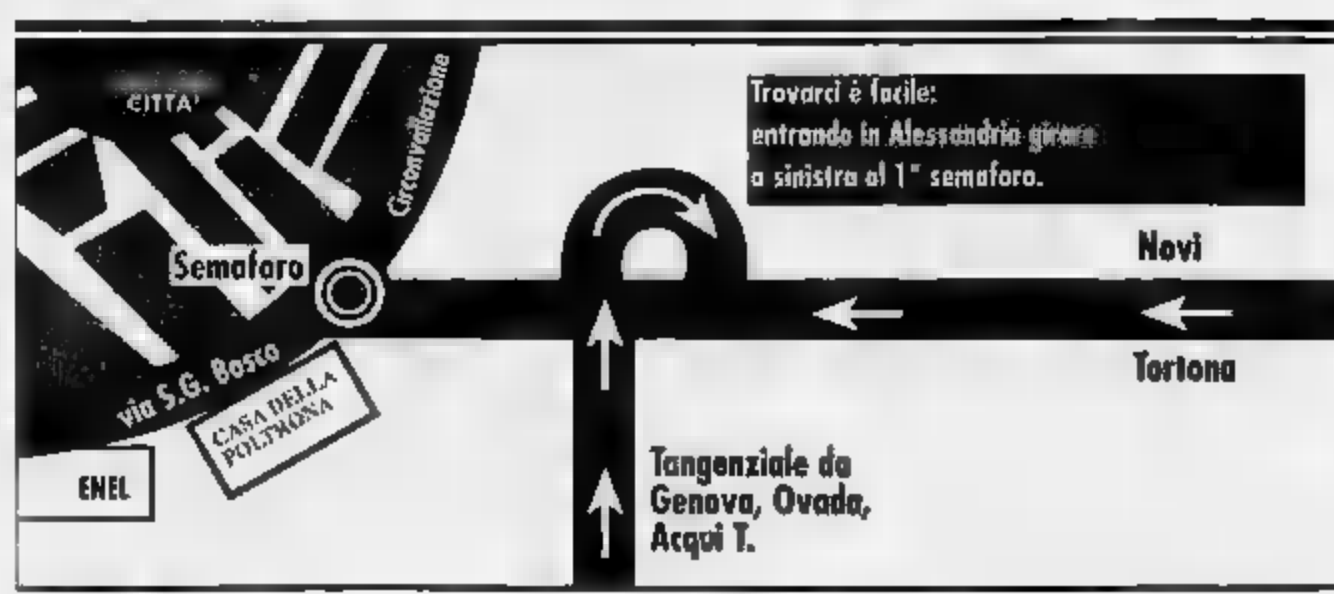 CITTA'
Circonvallazione
Trovarci è facile:
entrando in Alessandria girare
a sinistra al 1° semaforo.
Semaforo
Novi
Tortona
via S.G. Bosco
CASA DELLA
POLTRONA
ENEL
Tangenziale da
Genova, Ovada,
Acqui T.